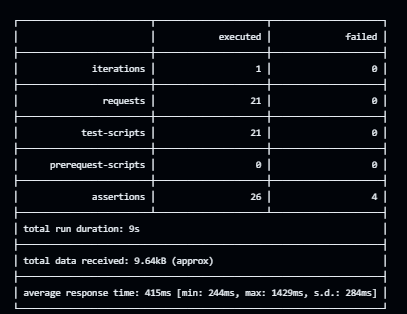 executed failed
iterations 1 0
requests 21 0
test-scripts 21 0
prerequest-scripts 0 0
assertions 26 4
total run duration: 9s
total data received: 9.64kB (approx)
average response time: 415ms [min: 244ms, max: 1429ms, s.d.: 284ms]